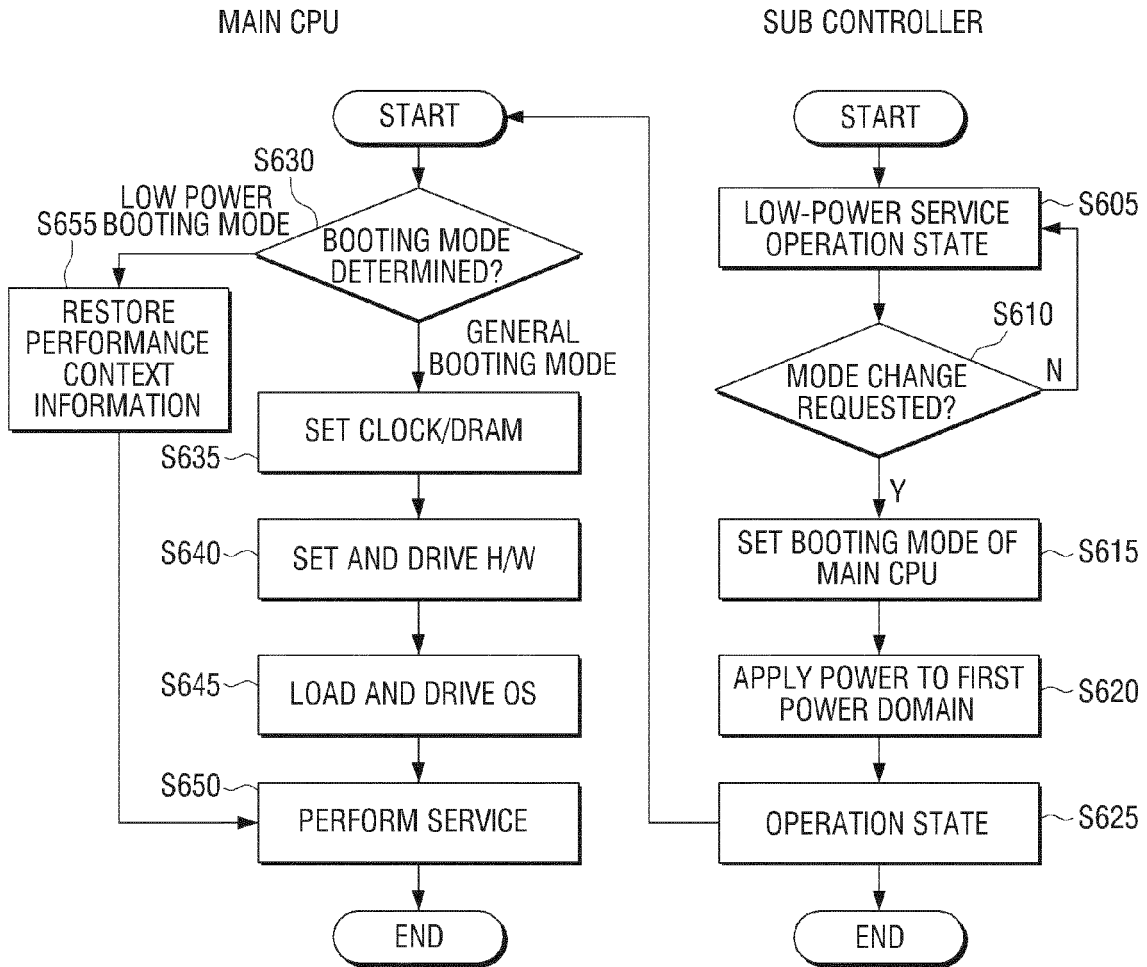 MAIN CPU
SUB CONTROLLER
START
S630
LOW POWER
BOOTING MODE
S655
BOOTING MODE
DETERMINED?
RESTORE
PERFORMANCE
CONTEXT
INFORMATION
GENERAL
BOOTING MODE
SET CLOCK/DRAM
S635
SET AND DRIVE H/W
S640
LOAD AND DRIVE OS
S645
S650
PERFORM SERVICE
END
START
LOW-POWER SERVICE
OPERATION STATE
S605
S610
MODE CHANGE
REQUESTED?
N
Y
SET BOOTING MODE OF
MAIN CPU
S615
APPLY POWER TO FIRST
POWER DOMAIN
S620
OPERATION STATE
S625
END